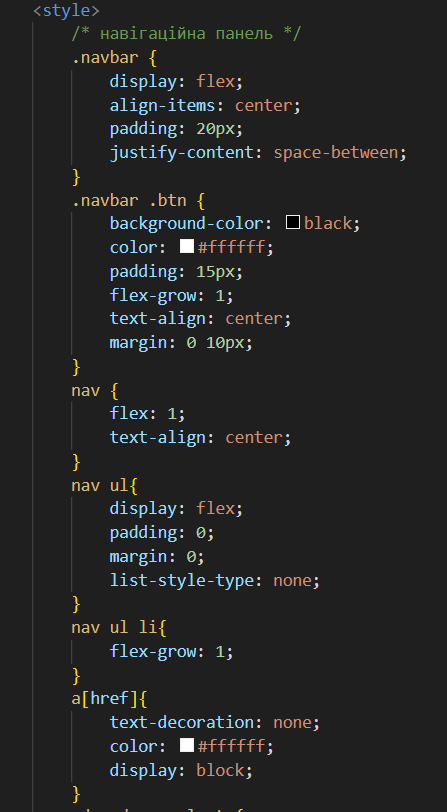 <style>
/* навігаційна панель */
.navbar {
display: flex;
align-items: center;
padding: 20px;
justify-content: space-between;
}
.navbar .btn {
background-color: black;
color: #ffffff;
padding: 15px;
flex-grow: 1;
text-align: center;
margin: 0 10px;
}
nav {
flex: 1;
text-align: center;
}
nav ul{
display: flex;
padding: 0;
margin: 0;
list-style-type: none;
}
nav ul li{
flex-grow: 1;
}
a[href]{
text-decoration: none;
color: #ffffff;
display: block;
}